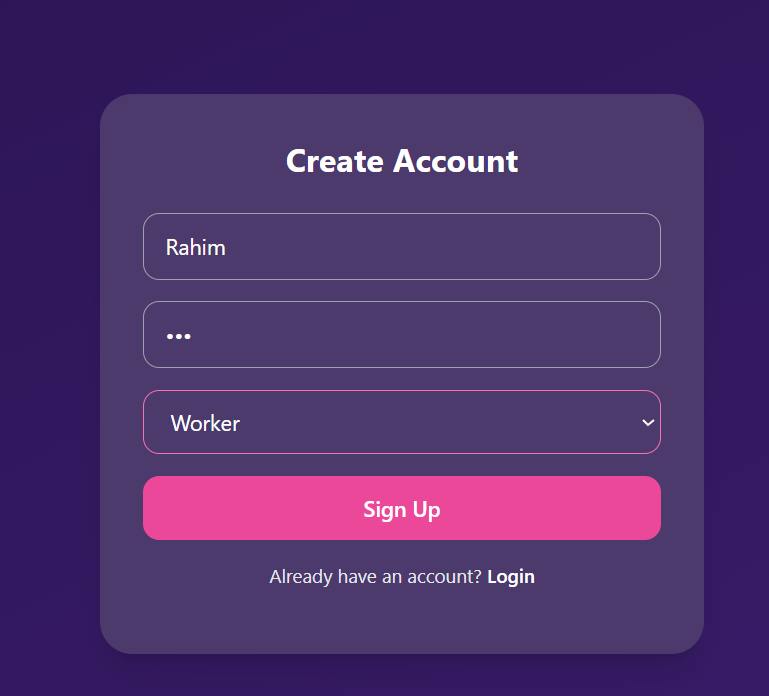 Create Account
Rahim
•••
Worker
Sign Up
Already have an account? Login